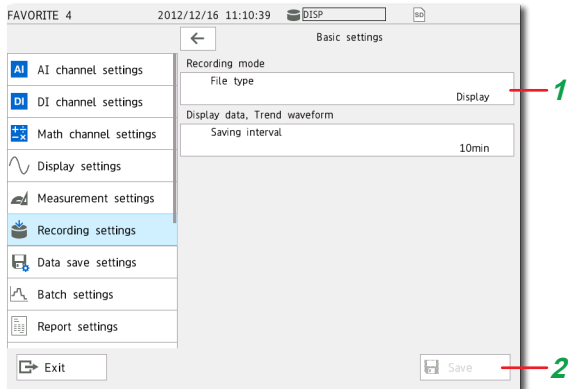 FAVORITE 4 2012/12/16 11:10:39 DISP SD
Basic settings
Recording mode
File type
Display
1
Display data, Trend waveform
Saving interval
10min
AI AI channel settings
DI DI channel settings
Math channel settings
Display settings
Measurement settings
Recording settings
Data save settings
Batch settings
Report settings
Exit
Save
2